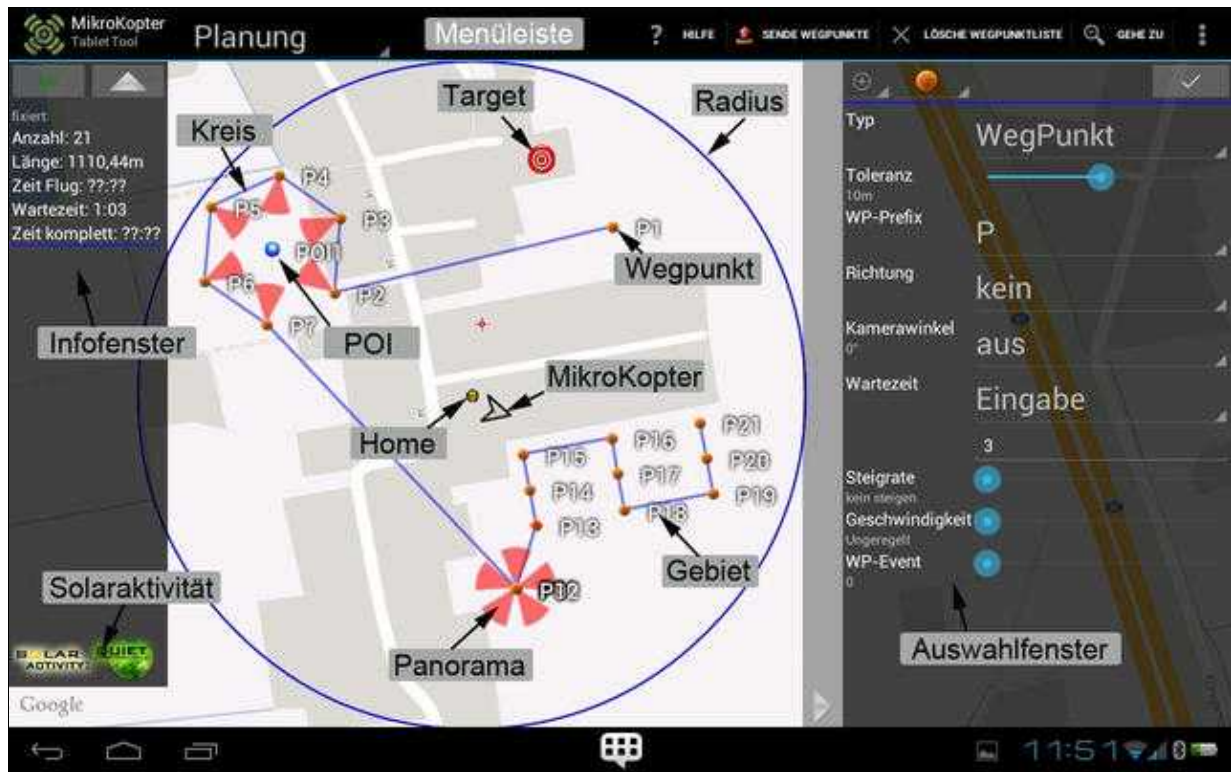 MikroKopter
Tablet Tool
Planung
Menüleiste
? HILFE
SENDE WEGPUNKTE
LÖSCHE WEGPUNKTLISTE
GEHE ZU
fixiert
Anzahl: 21
Länge: 1110,44m
Zeit Flug: ??:??
Wartezeit: 1:03
Zeit komplett: ??:??
Infofenster
Solaraktivität
SOLAR
ACTIVITY
QUIET
Google
Kreis
Target
Radius
P4
P5
P3
POI1
P6
P2
P7
POI
P1
Wegpunkt
MikroKopter
Home
P15
P16
P21
P14
P17
P20
P13
P18
P19
Gebiet
P12
Panorama
Typ
WegPunkt
Toleranz
10m
WP-Prefix
P
Richtung
kein
Kamerawinkel
0°
aus
Wartezeit
Eingabe
3
Steigrate
kein steigen
Geschwindigkeit
Ungeregelt
WP-Event
0
Auswahlfenster
11:51